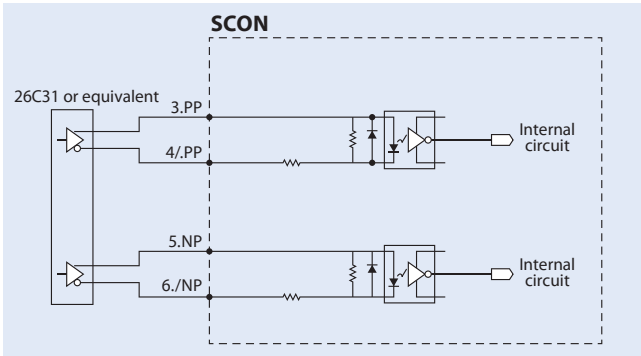 SCON
26C31 or equivalent
3.PP
4/.PP
Internal
circuit
5.NP
6./NP
Internal
circuit